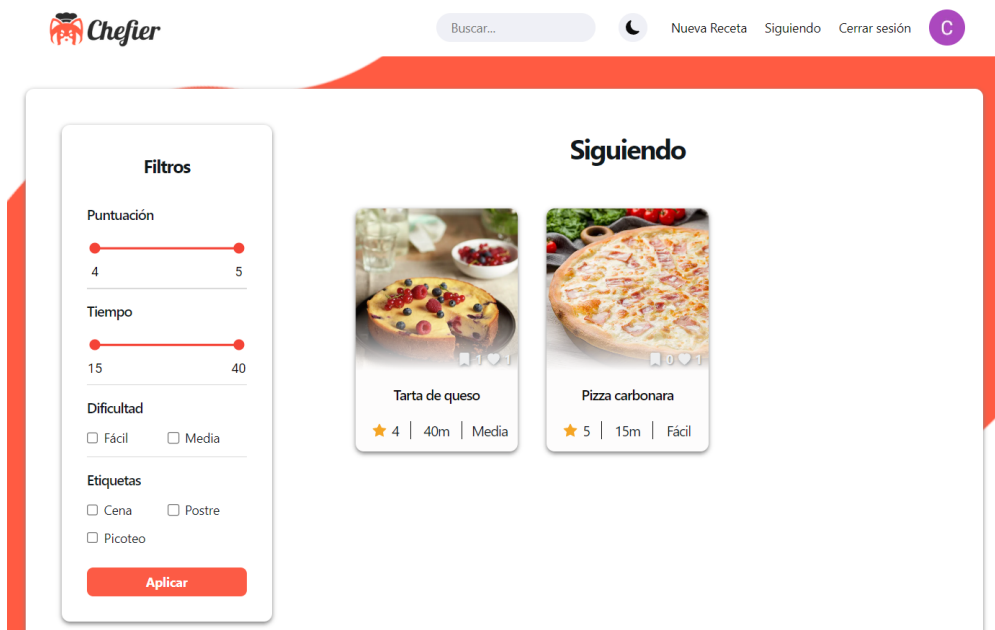 Chefier
Buscar...
Nueva Receta
Siguiendo
Cerrar sesión
C
Filtros
Puntuación
4 5
Tiempo
15 40
Dificultad
Fácil Media
Etiquetas
Cena Postre
Picoteo
Aplicar
Siguiendo
1 1
Tarta de queso
4 40m Media
0 1
Pizza carbonara
5 15m Fácil